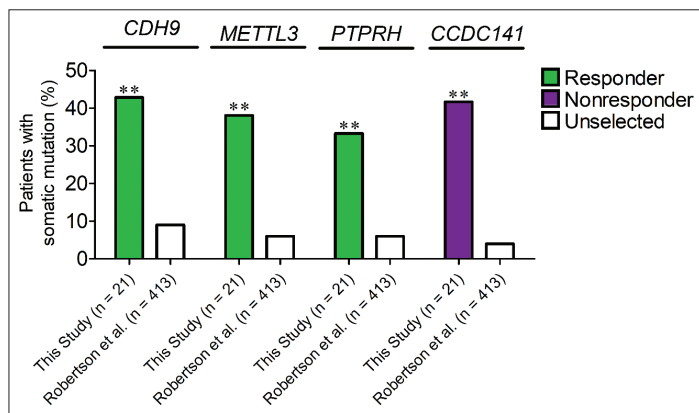 CDH9 METTL3 PTPRH CCDC141
Patients with
somatic mutation (%)
50
40
30
20
10
0
** ** ** **
Responder
Nonresponder
Unselected
This Study (n = 21)
Robertson et al. (n = 413)
This Study (n = 21)
Robertson et al. (n = 413)
This Study (n = 21)
Robertson et al. (n = 413)
This Study (n = 21)
Robertson et al. (n = 413)